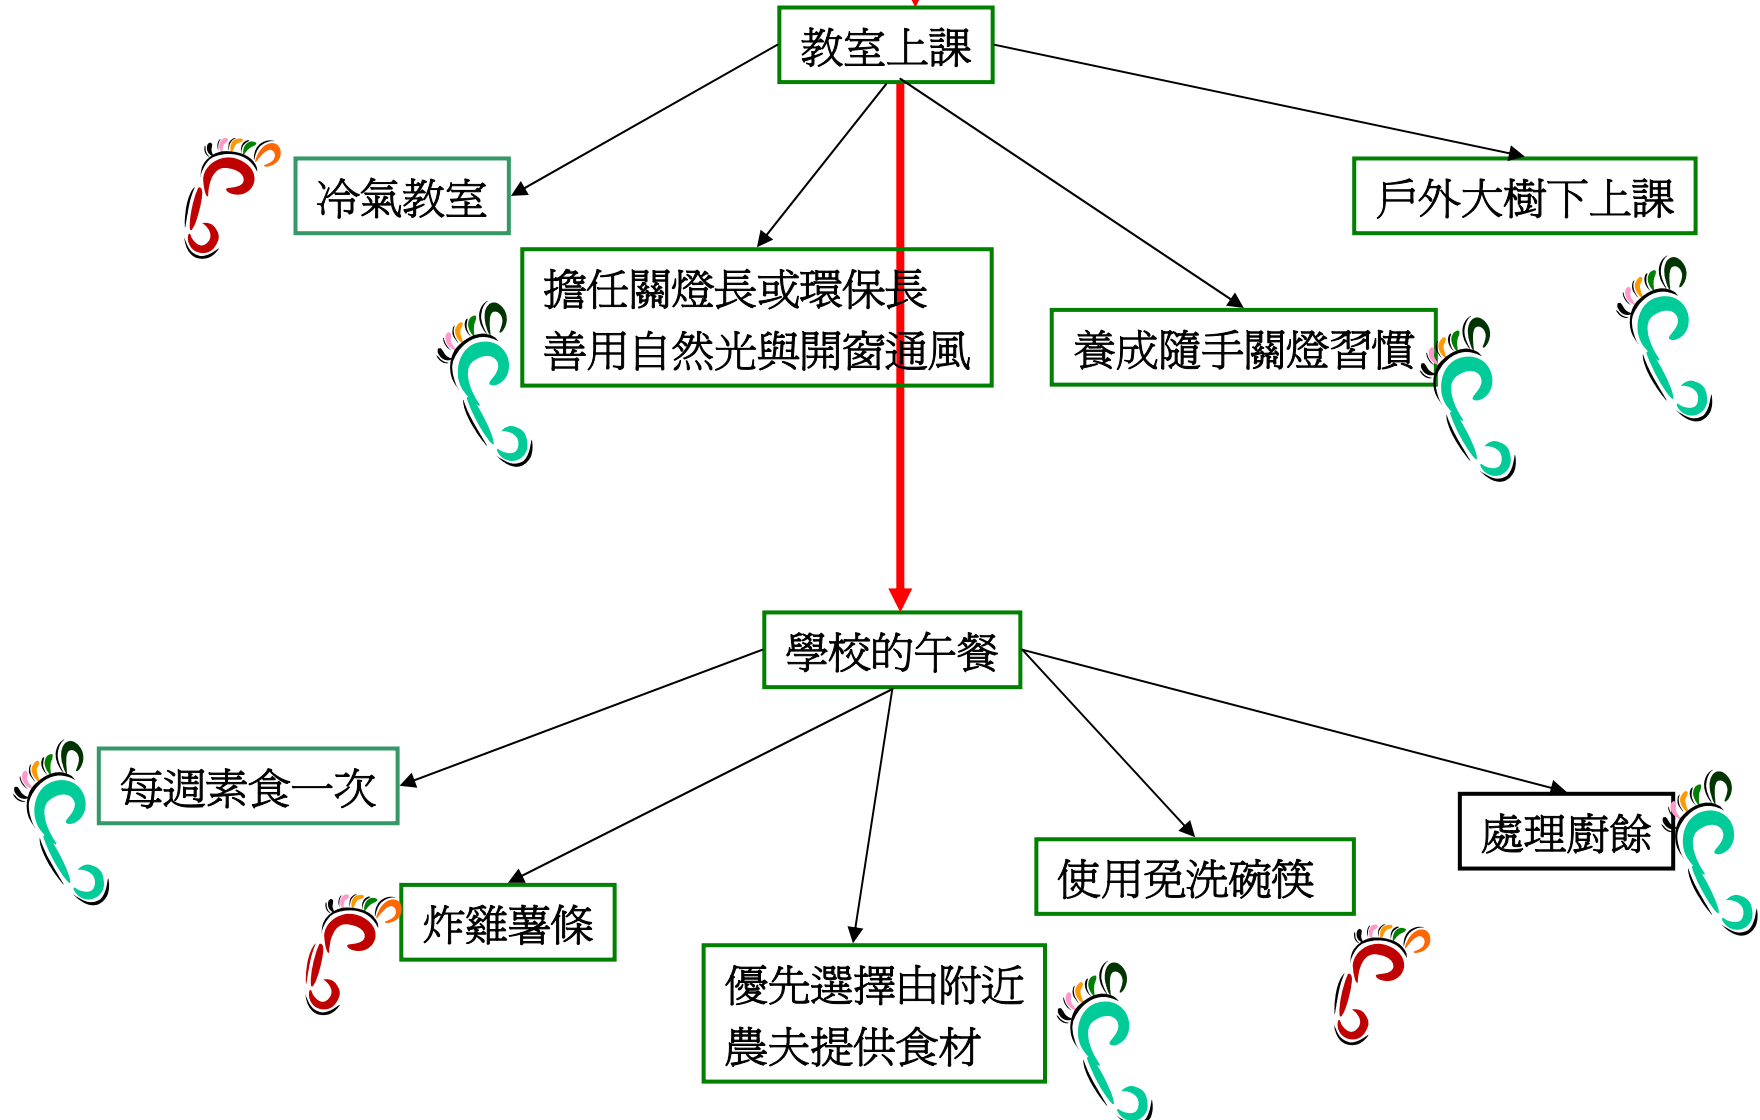 教室上課
冷氣教室
戶外大樹下上課
擔任關燈長或環保長
善用自然光與開窗通風
養成隨手關燈習慣
學校的午餐
每週素食一次
處理廚餘
使用免洗碗筷
炸雞薯條
優先選擇由附近
農夫提供食材